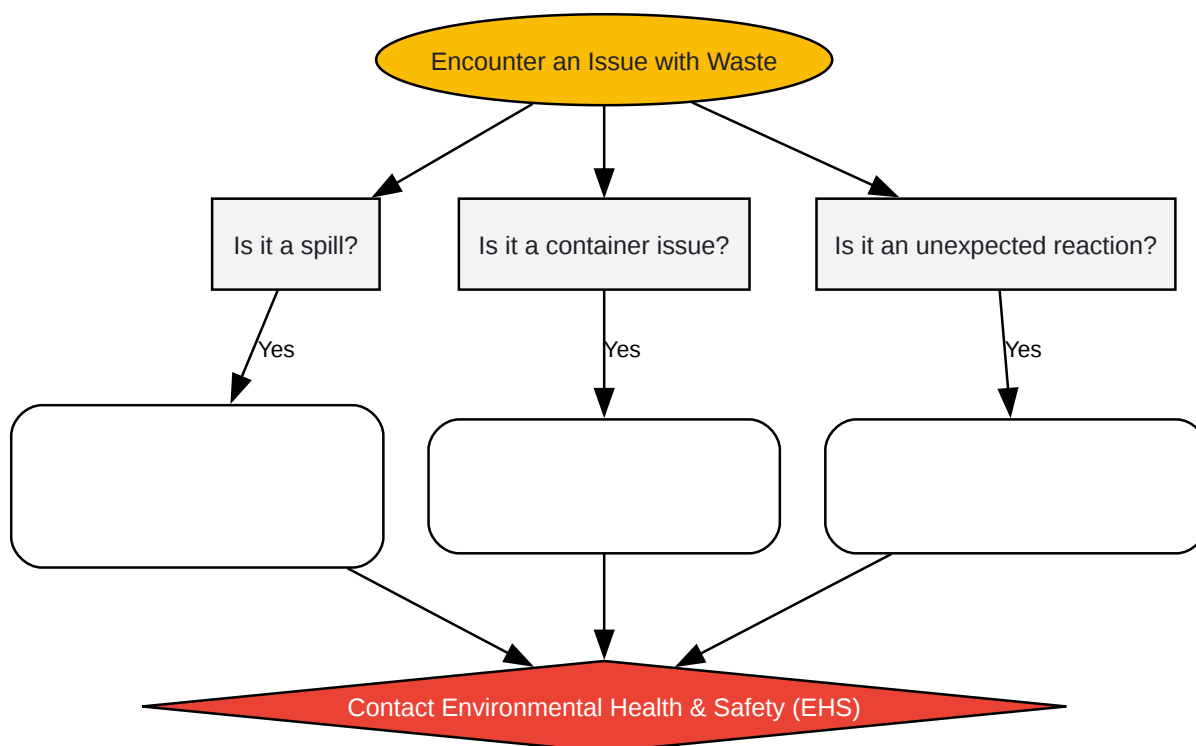 Encounter an Issue with Waste
Is it a spill?
Is it a container issue?
Is it an unexpected reaction?
Yes
Yes
Yes
Contact Environmental Health & Safety (EHS)